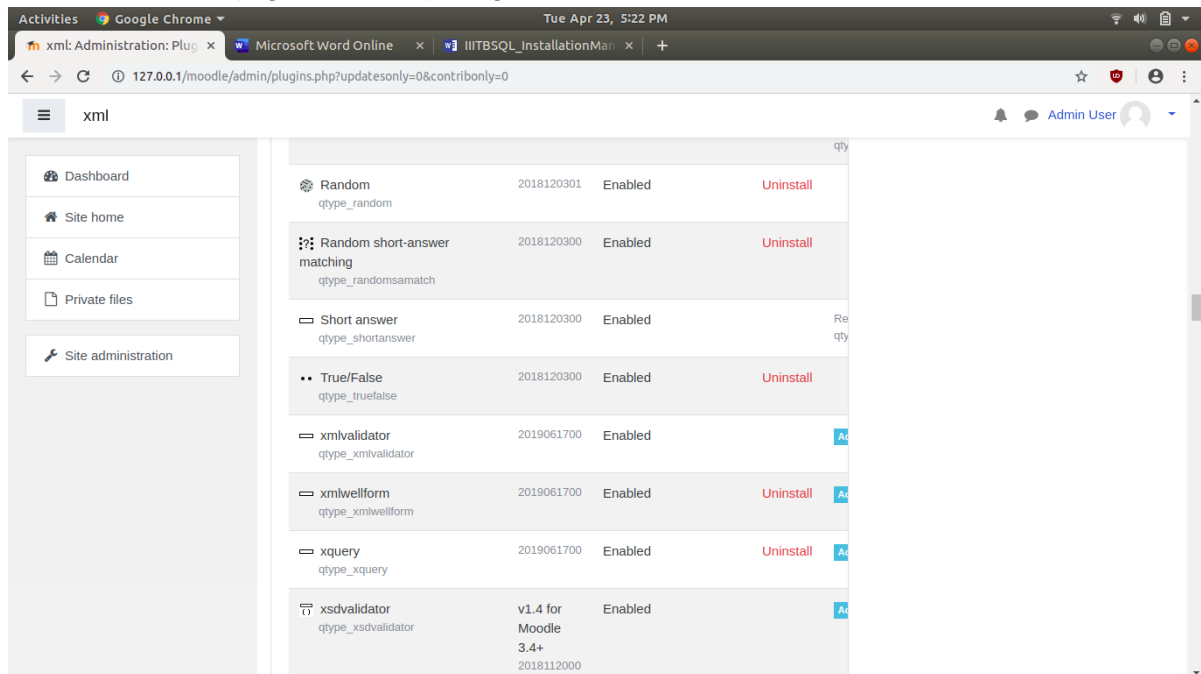 Activities Google Chrome Tue Apr 23, 5:22 PM
xml: Administration: Plug Microsoft Word Online IIITBSQL_InstallationMan
127.0.0.1/moodle/admin/plugins.php?updatesonly=0&contribonly=0
xml Admin User
Dashboard
Site home
Calendar
Private files
Site administration
qty
Random 2018120301 Enabled Uninstall
qtype_random
Random short-answer 2018120300 Enabled Uninstall
matching
qtype_randomsamatch
Short answer 2018120300 Enabled Re
qtype_shortanswer qty
True/False 2018120300 Enabled Uninstall
qtype_truefalse
xmlvalidator 2019061700 Enabled Ad
qtype_xmlvalidator
xmlwellform 2019061700 Enabled Uninstall Ad
qtype_xmlwellform
xquery 2019061700 Enabled Uninstall Ad
qtype_xquery
xsdvalidator v1.4 for Enabled Ad
qtype_xsdvalidator Moodle
3.4+
2018112000